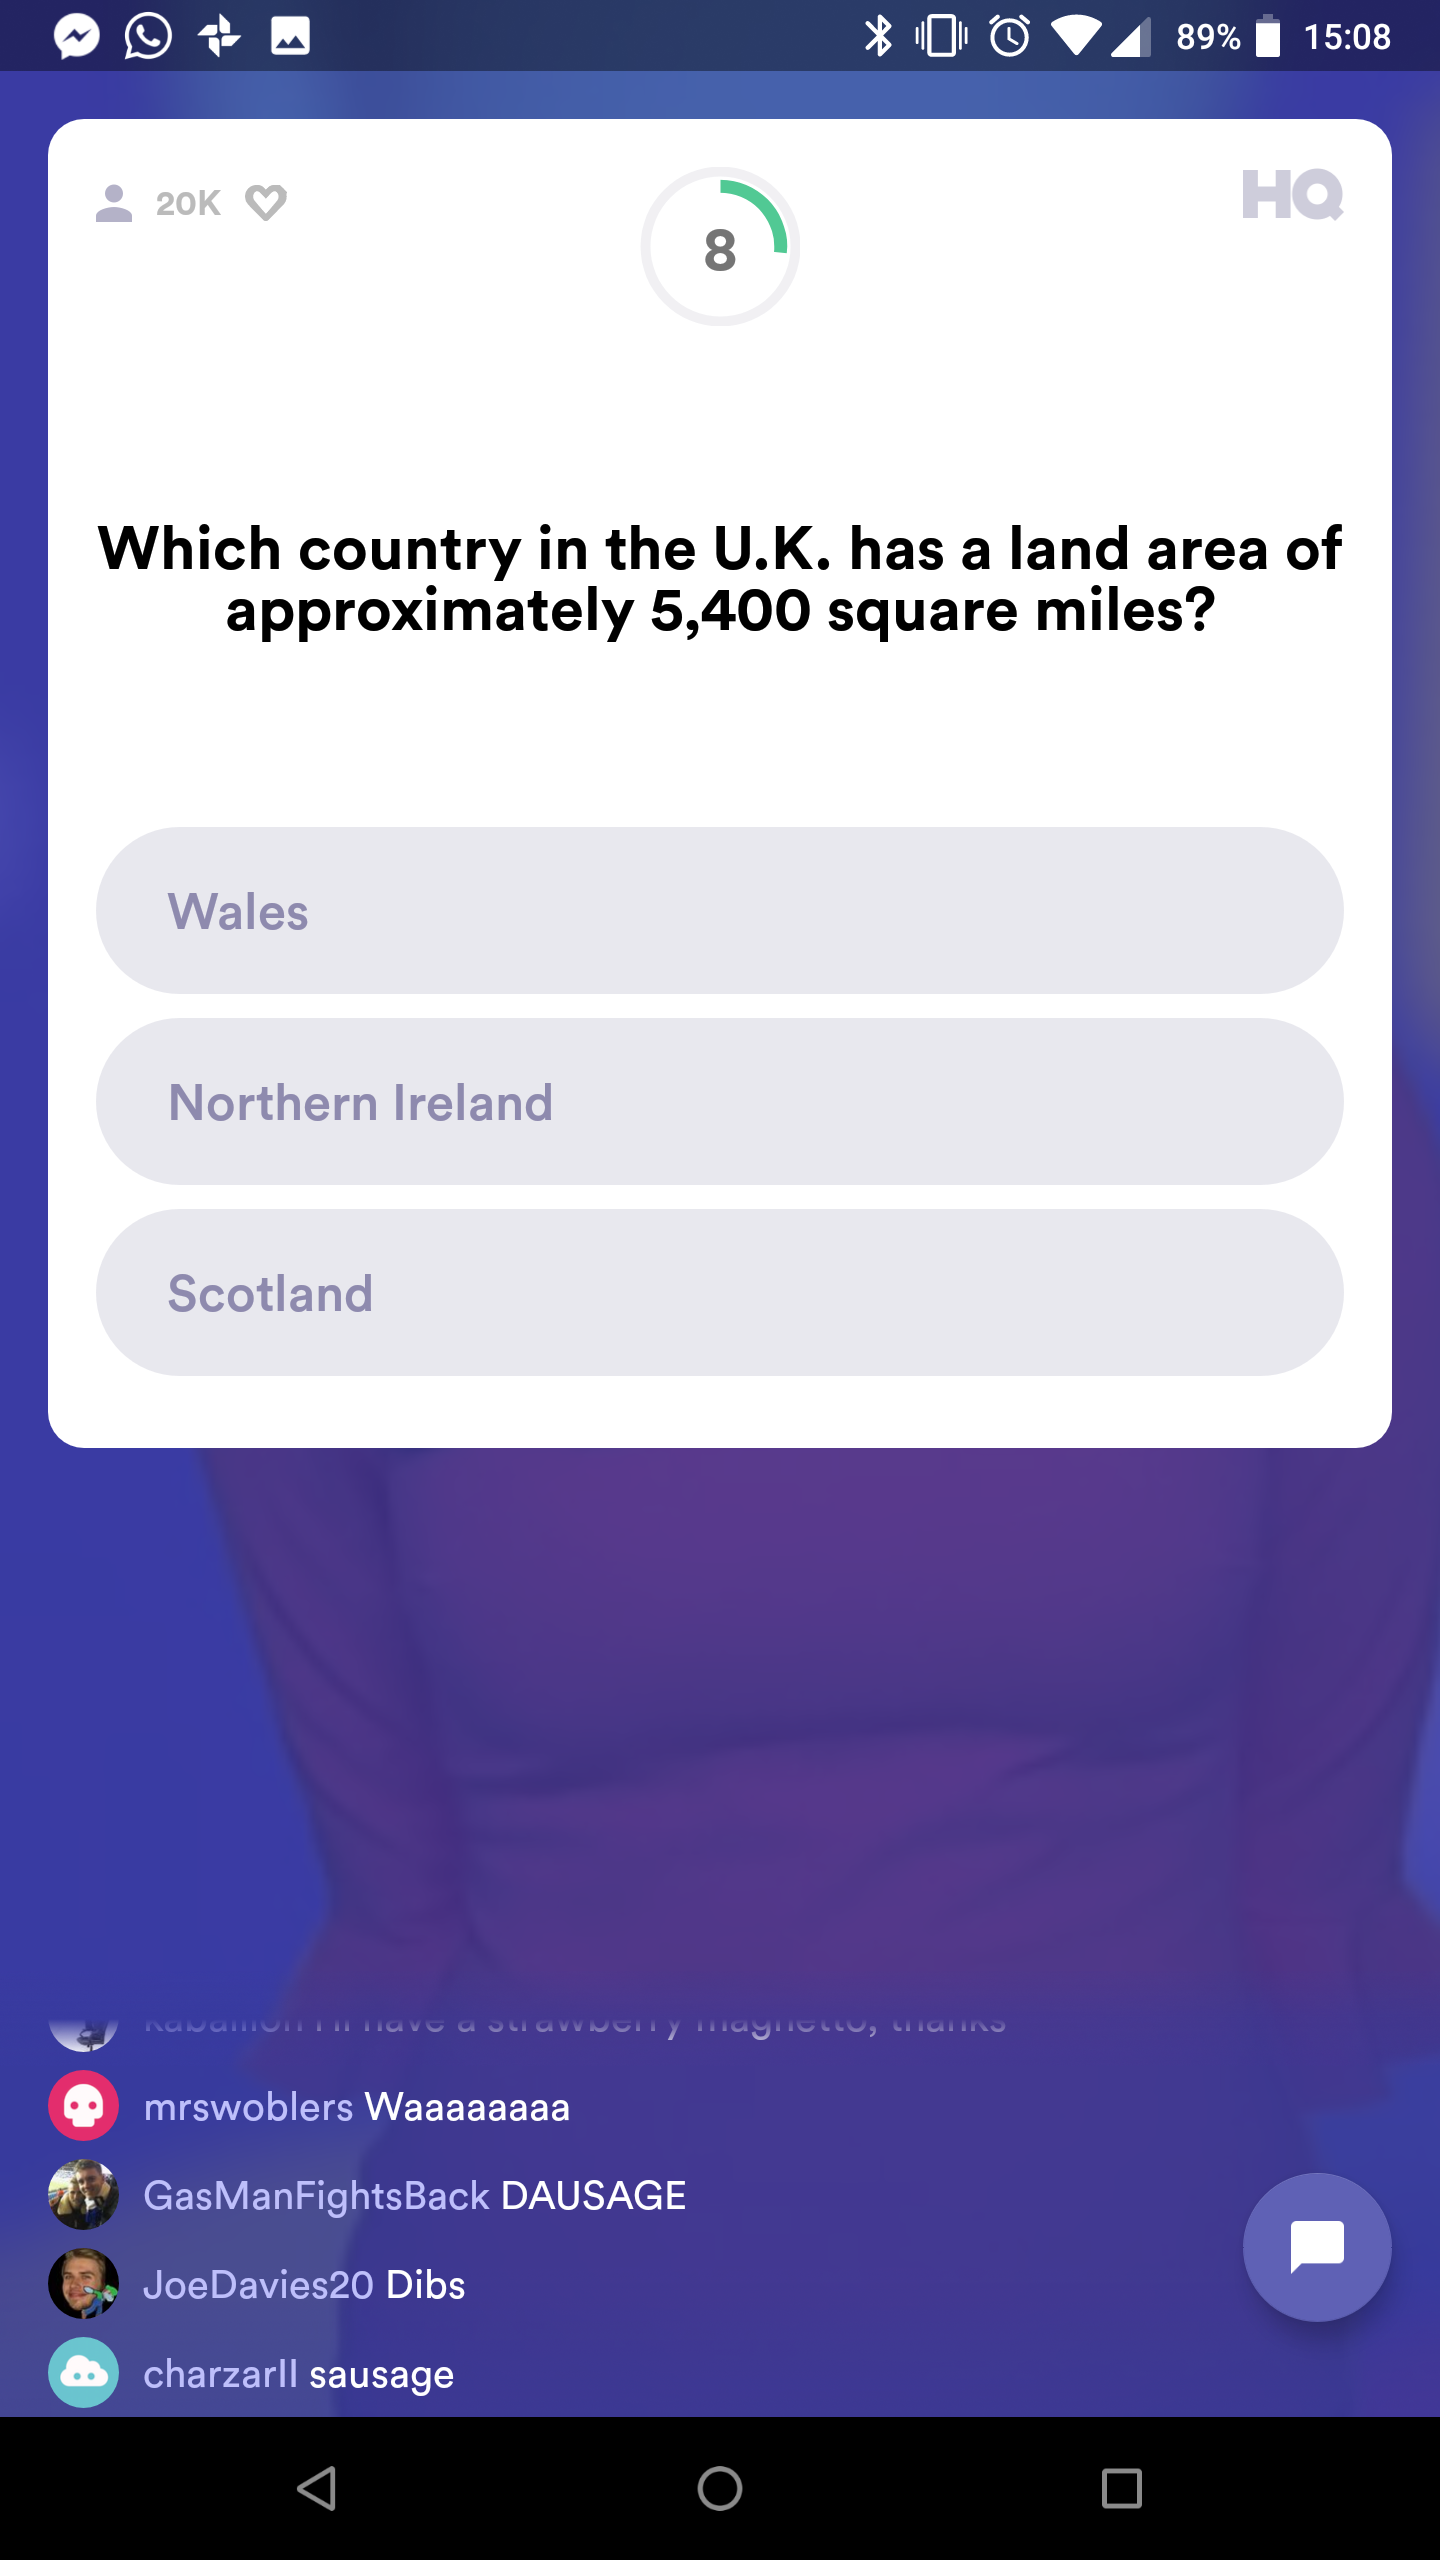 89% 15:08
20K
8
HQ
Which country in the U.K. has a land area of
approximately 5,400 square miles?
Wales
Northern Ireland
Scotland
I'll have a strawberry magnetto, thanks
mrswoblers Waaaaaaaa
GasManFightsBack DAUSAGE
JoeDavies20 Dibs
charzarll sausage